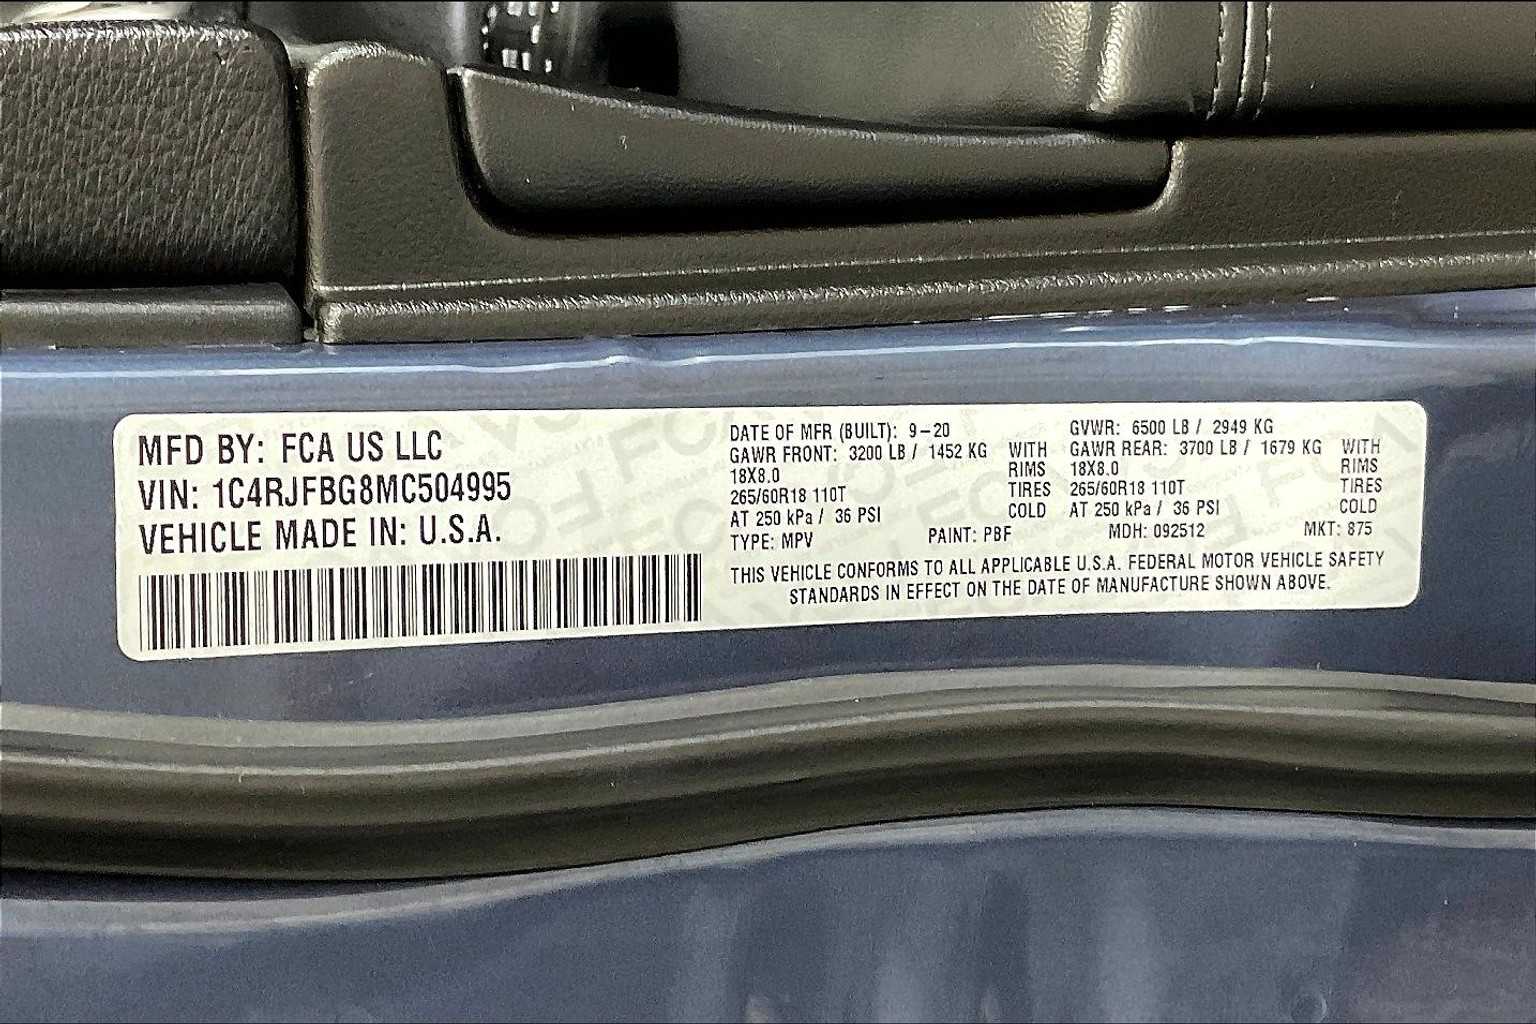 MFD BY: FCA US LLC
VIN: 1C4RJFBG8MC504995
VEHICLE MADE IN: U.S.A.
DATE OF MFR (BUILT): 9-20
GAWR FRONT: 3200 LB / 1452 KG WITH
18X8.0 RIMS
265/60R18 110T TIRES
AT 250 kPa / 36 PSI COLD
GVWR: 6500 LB / 2949 KG
GAWR REAR: 3700 LB / 1679 KG WITH
18X8.0 RIMS
265/60R18 110T TIRES
AT 250 kPa / 36 PSI COLD
TYPE: MPV PAINT: PBF MDH: 092512 MKT: 875
THIS VEHICLE CONFORMS TO ALL APPLICABLE U.S.A. FEDERAL MOTOR VEHICLE SAFETY
STANDARDS IN EFFECT ON THE DATE OF MANUFACTURE SHOWN ABOVE.